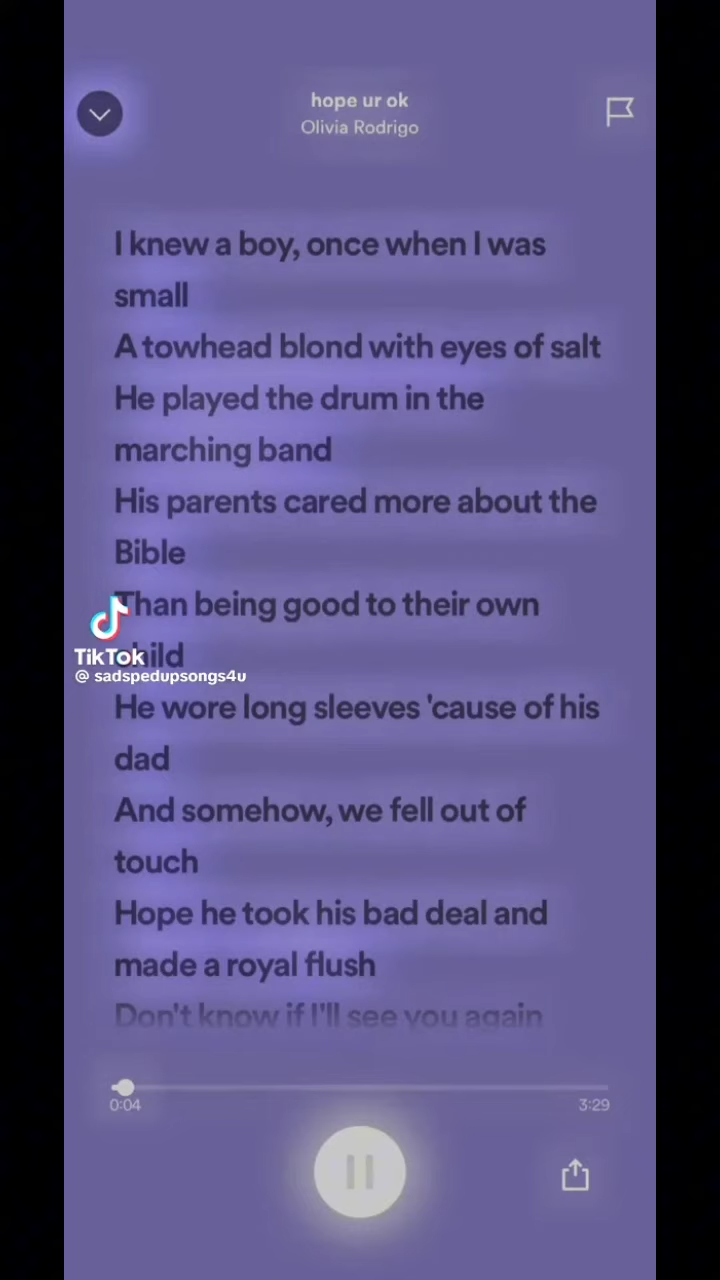 hope ur ok
Olivia Rodrigo
I knew a boy, once when I was
small
A towhead blond with eyes of salt
He played the drum in the
marching band
His parents cared more about the
Bible
Than being good to their own
child
TikTok
@ sadspedupsongs4u
He wore long sleeves 'cause of his
dad
And somehow, we fell out of
touch
Hope he took his bad deal and
made a royal flush
Don't know if I'll see you again
0:04
3:29